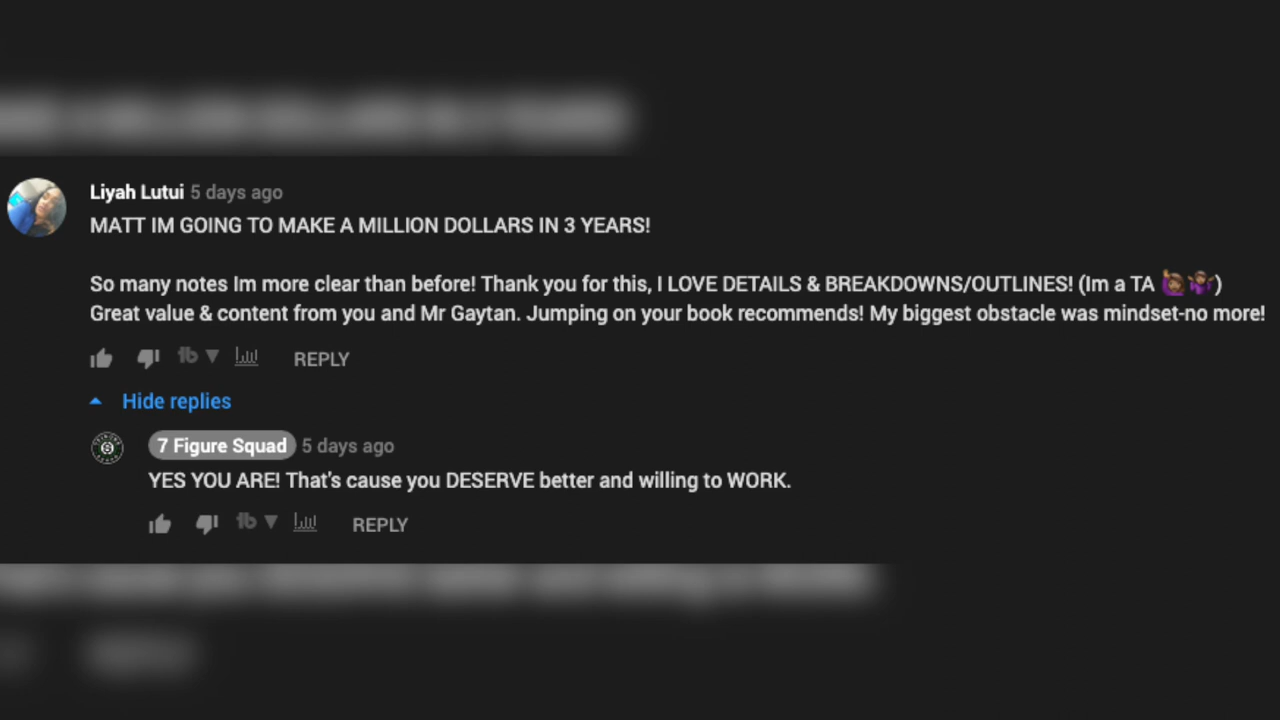 Liyah Lutui 5 days ago
MATT IM GOING TO MAKE A MILLION DOLLARS IN 3 YEARS!
So many notes Im more clear than before! Thank you for this, I LOVE DETAILS & BREAKDOWNS/OUTLINES! (Im a TA 🙋🏽‍♀️🤷🏽‍♀️)
Great value & content from you and Mr Gaytan. Jumping on your book recommends! My biggest obstacle was mindset-no more!
REPLY
Hide replies
7 Figure Squad 5 days ago
YES YOU ARE! That's cause you DESERVE better and willing to WORK.
REPLY